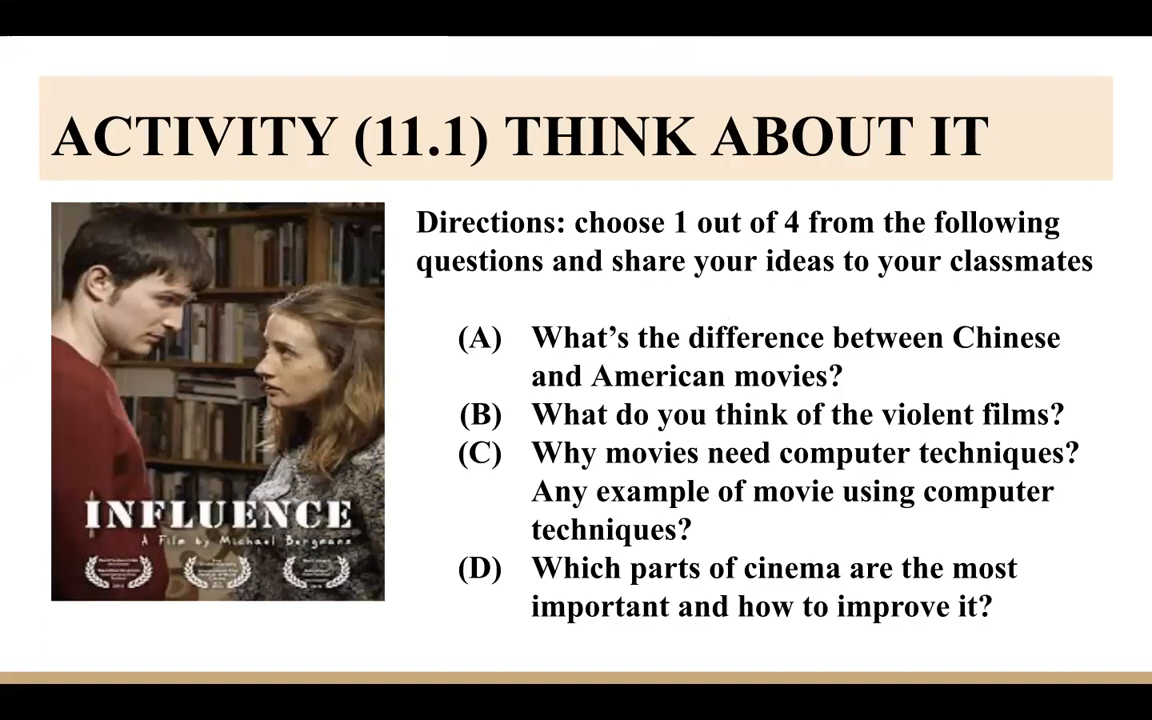 ACTIVITY (11.1) THINK ABOUT IT
Directions: choose 1 out of 4 from the following
questions and share your ideas to your classmates
(A) What’s the difference between Chinese
and American movies?
(B) What do you think of the violent films?
(C) Why movies need computer techniques?
Any example of movie using computer
techniques?
(D) Which parts of cinema are the most
important and how to improve it?
INFLUENCE
A Film by Michael Bergmann